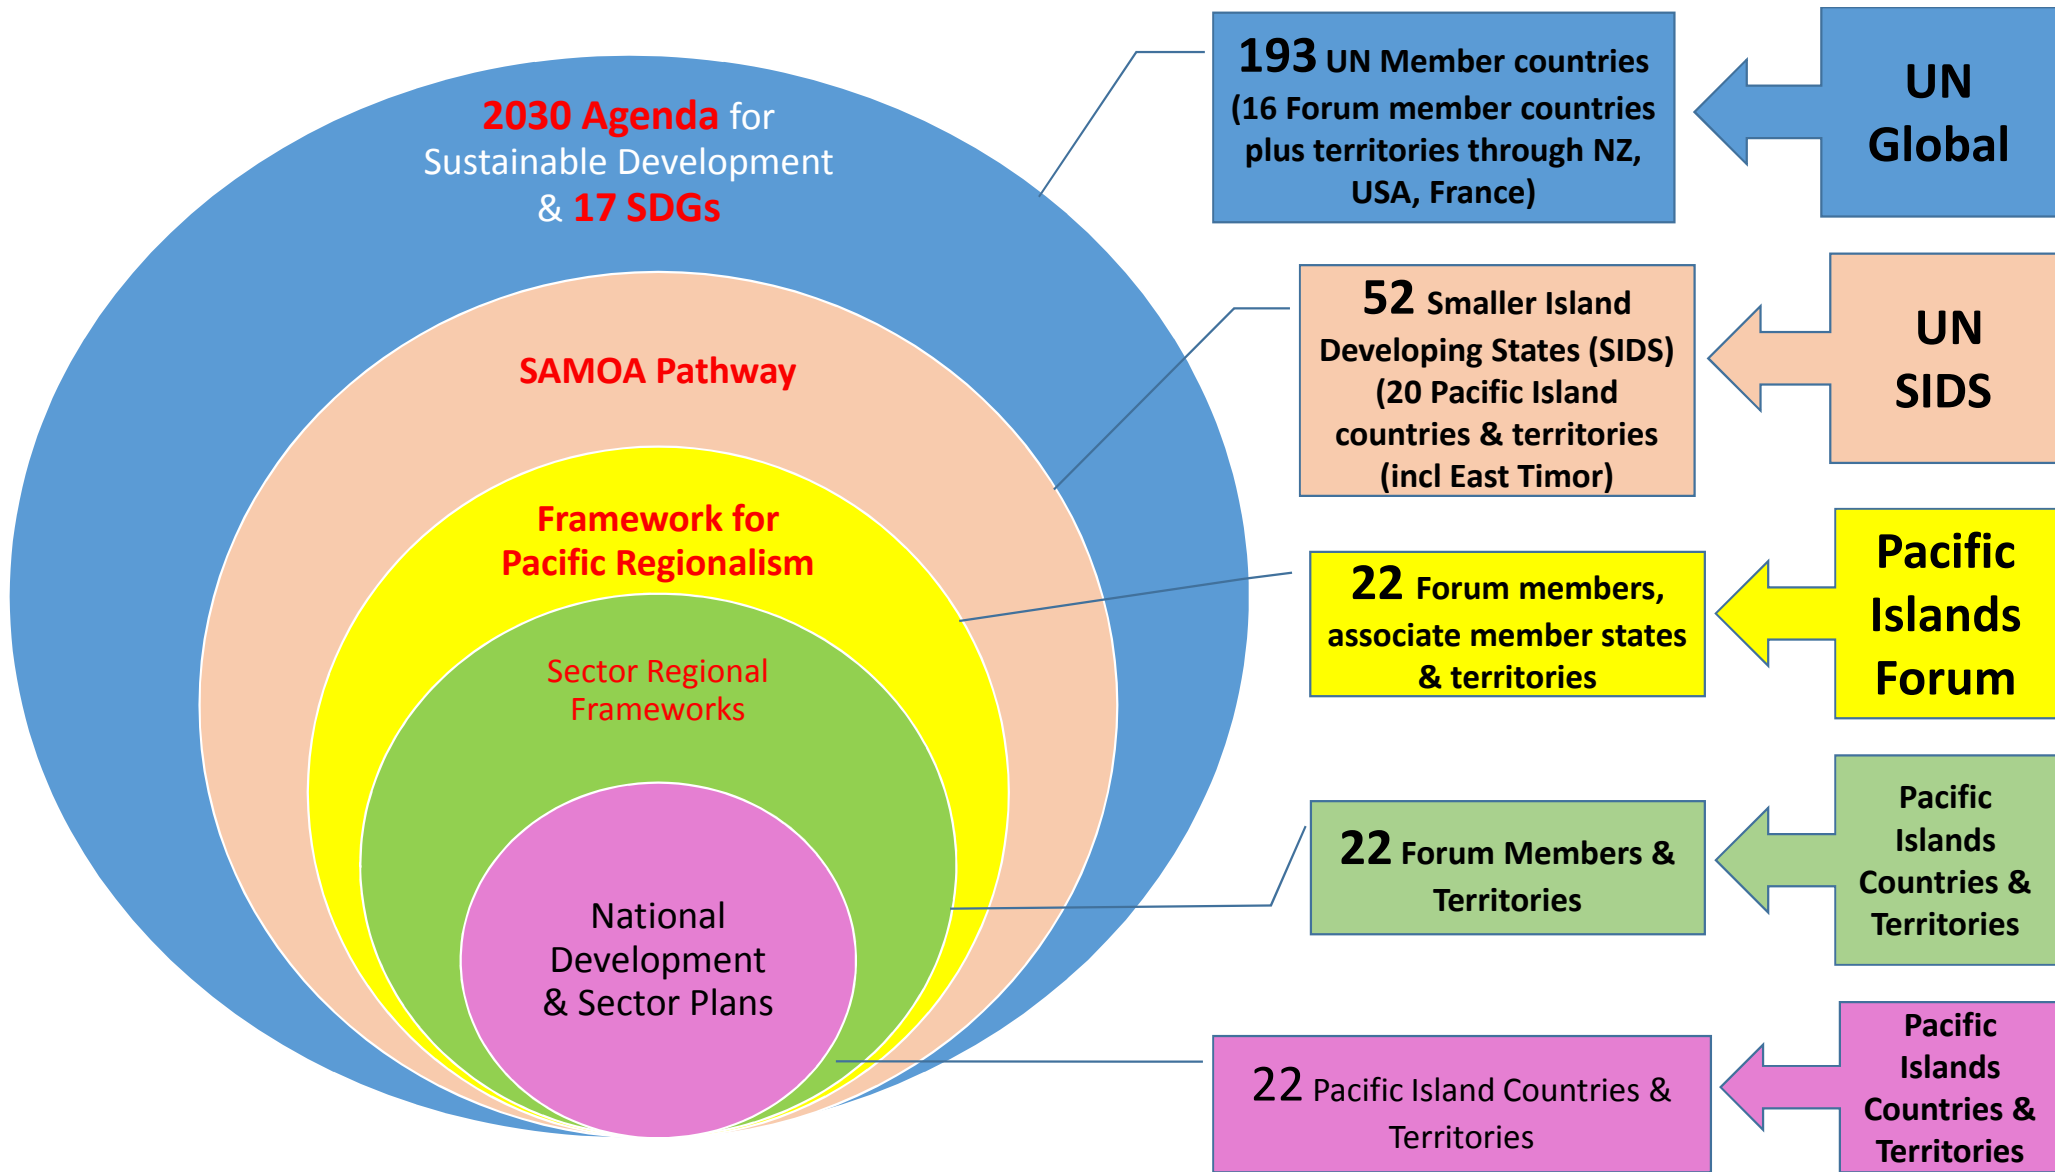 2030 Agenda for
Sustainable Development
& 17 SDGs
SAMOA Pathway
Framework for
Pacific Regionalism
Sector Regional
Frameworks
National
Development
& Sector Plans
193 UN Member countries
(16 Forum member countries
plus territories through NZ,
USA, France)
UN
Global
52 Smaller Island
Developing States (SIDS)
(20 Pacific Island
countries & territories
(incl East Timor)
UN
SIDS
22 Forum members,
associate member states
& territories
Pacific
Islands
Forum
22 Forum Members &
Territories
Pacific
Islands
Countries &
Territories
22 Pacific Island Countries &
Territories
Pacific
Islands
Countries &
Territories